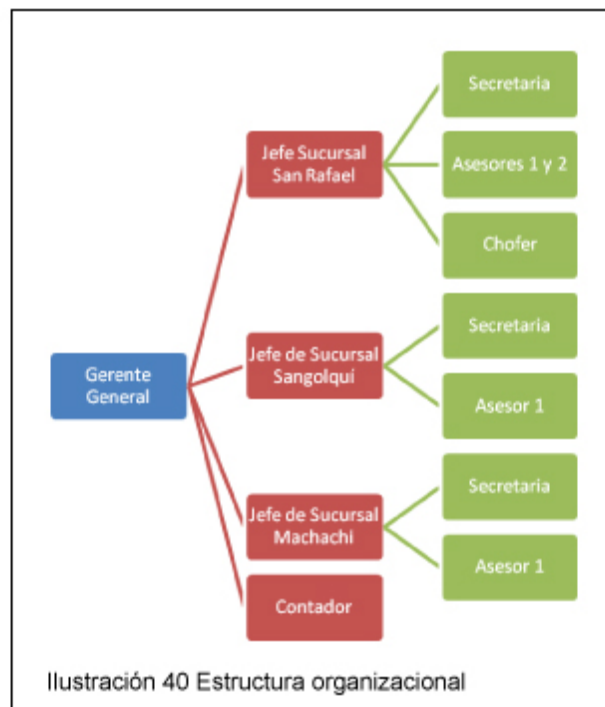 Secretaria
Jefe Sucursal
San Rafael
Asesores 1 y 2
Chofer
Secretaria
Jefe de Sucursal
Sangolquí
Asesor 1
Gerente
General
Secretaria
Jefe de Sucursal
Machachi
Asesor 1
Contador
Ilustración 40 Estructura organizacional